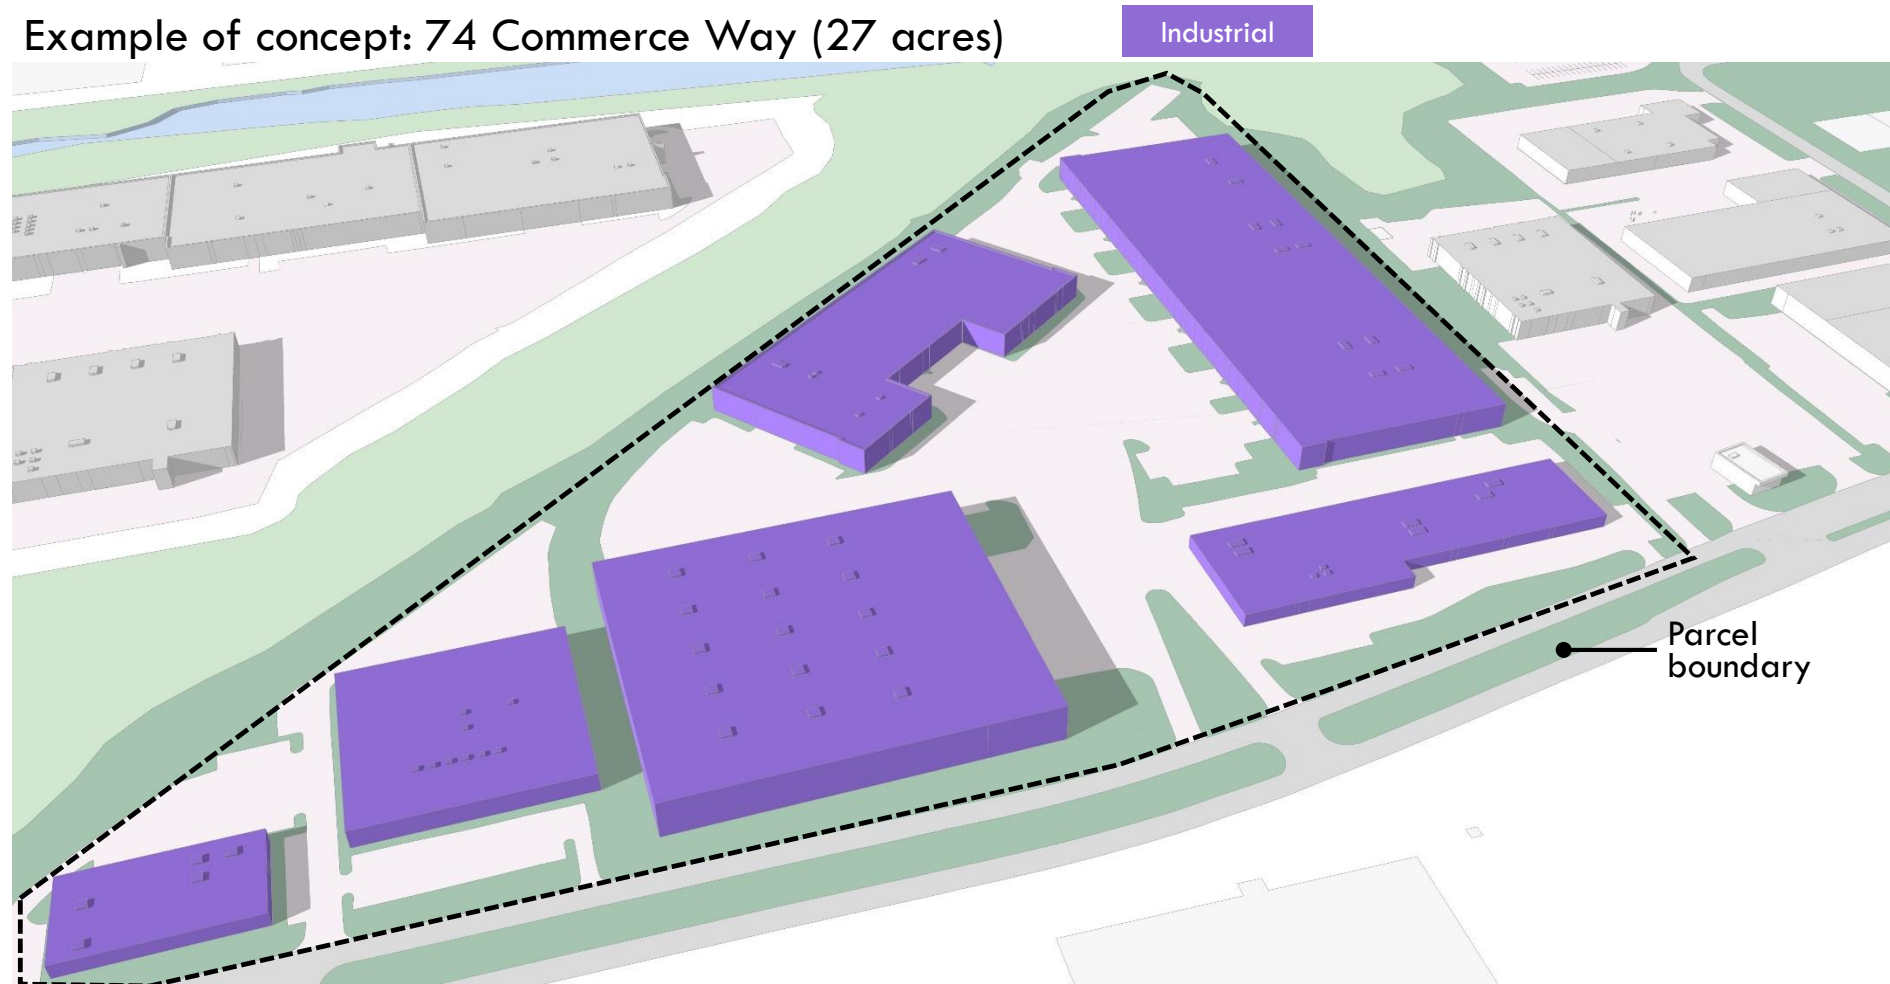 Example of concept: 74 Commerce Way (27 acres)
Industrial
Parcel
boundary